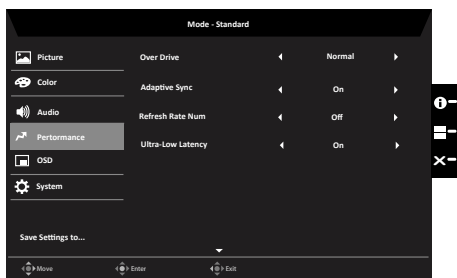 Mode - Standard
Picture
Over Drive Normal
Color
Adaptive Sync On
Audio
Refresh Rate Num Off
Pertormance
Ultra-Low Latency On
OSD
System
Save Settings to...
Move Enter Exit